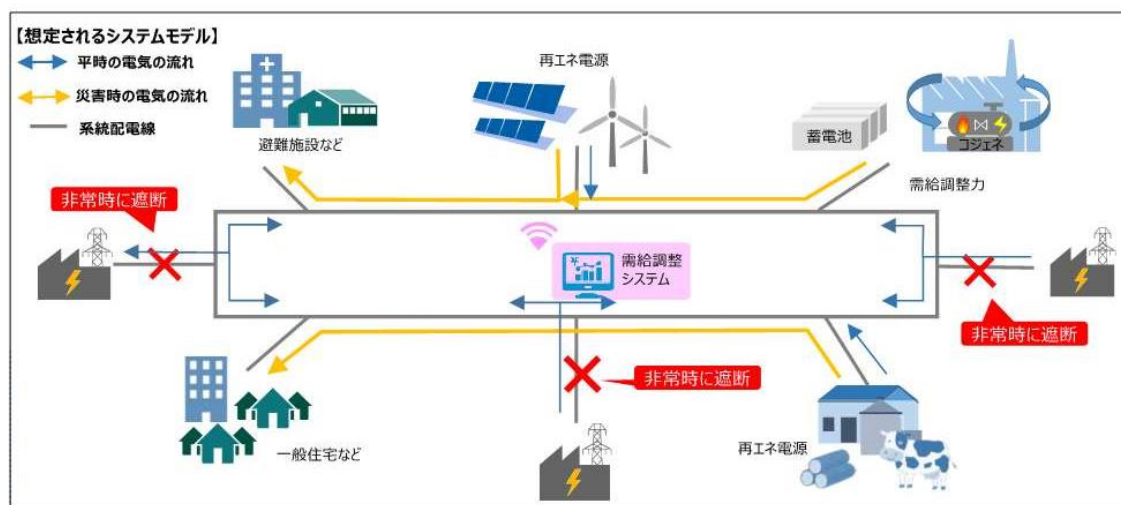 【想定されるシステムモデル】
平時の電気の流れ
災害時の電気の流れ
系統配電線
避難施設など
再エネ電源
蓄電池
コジェネ
需給調整力
非常時に遮断
需給調整
システム
非常時に遮断
非常時に遮断
一般住宅など
再エネ電源